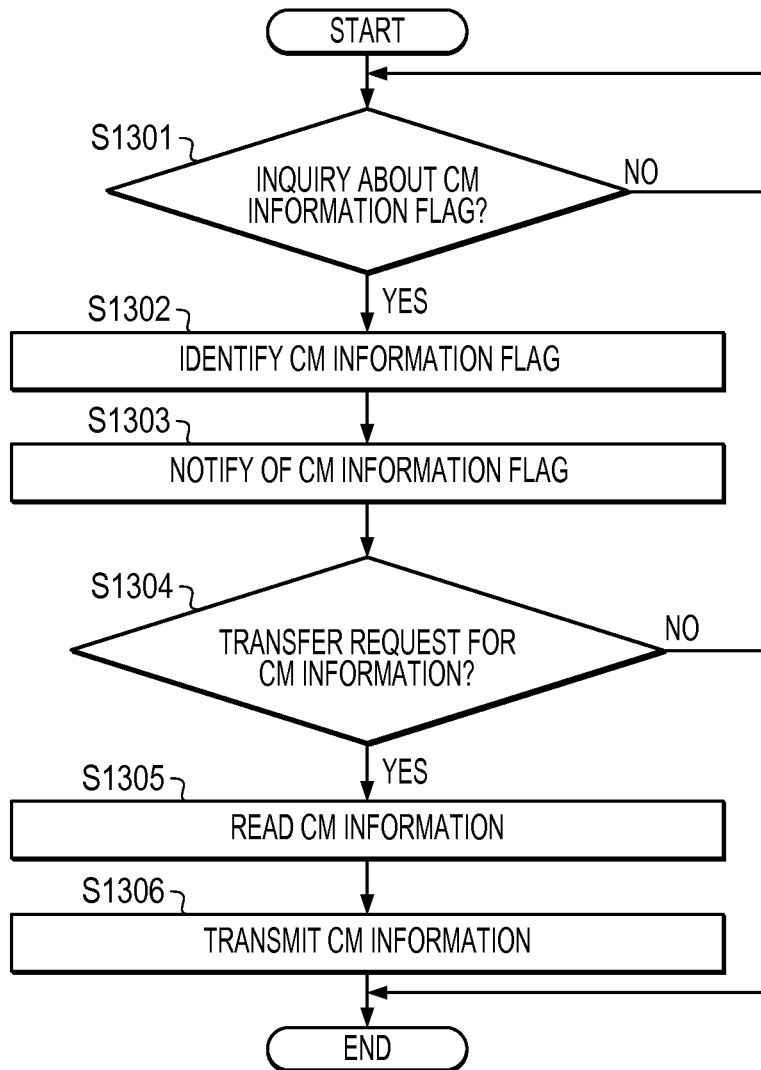 START
S1301
INQUIRY ABOUT CM
INFORMATION FLAG?
NO
YES
S1302
IDENTIFY CM INFORMATION FLAG
S1303
NOTIFY OF CM INFORMATION FLAG
S1304
TRANSFER REQUEST FOR
CM INFORMATION?
NO
YES
S1305
READ CM INFORMATION
S1306
TRANSMIT CM INFORMATION
END